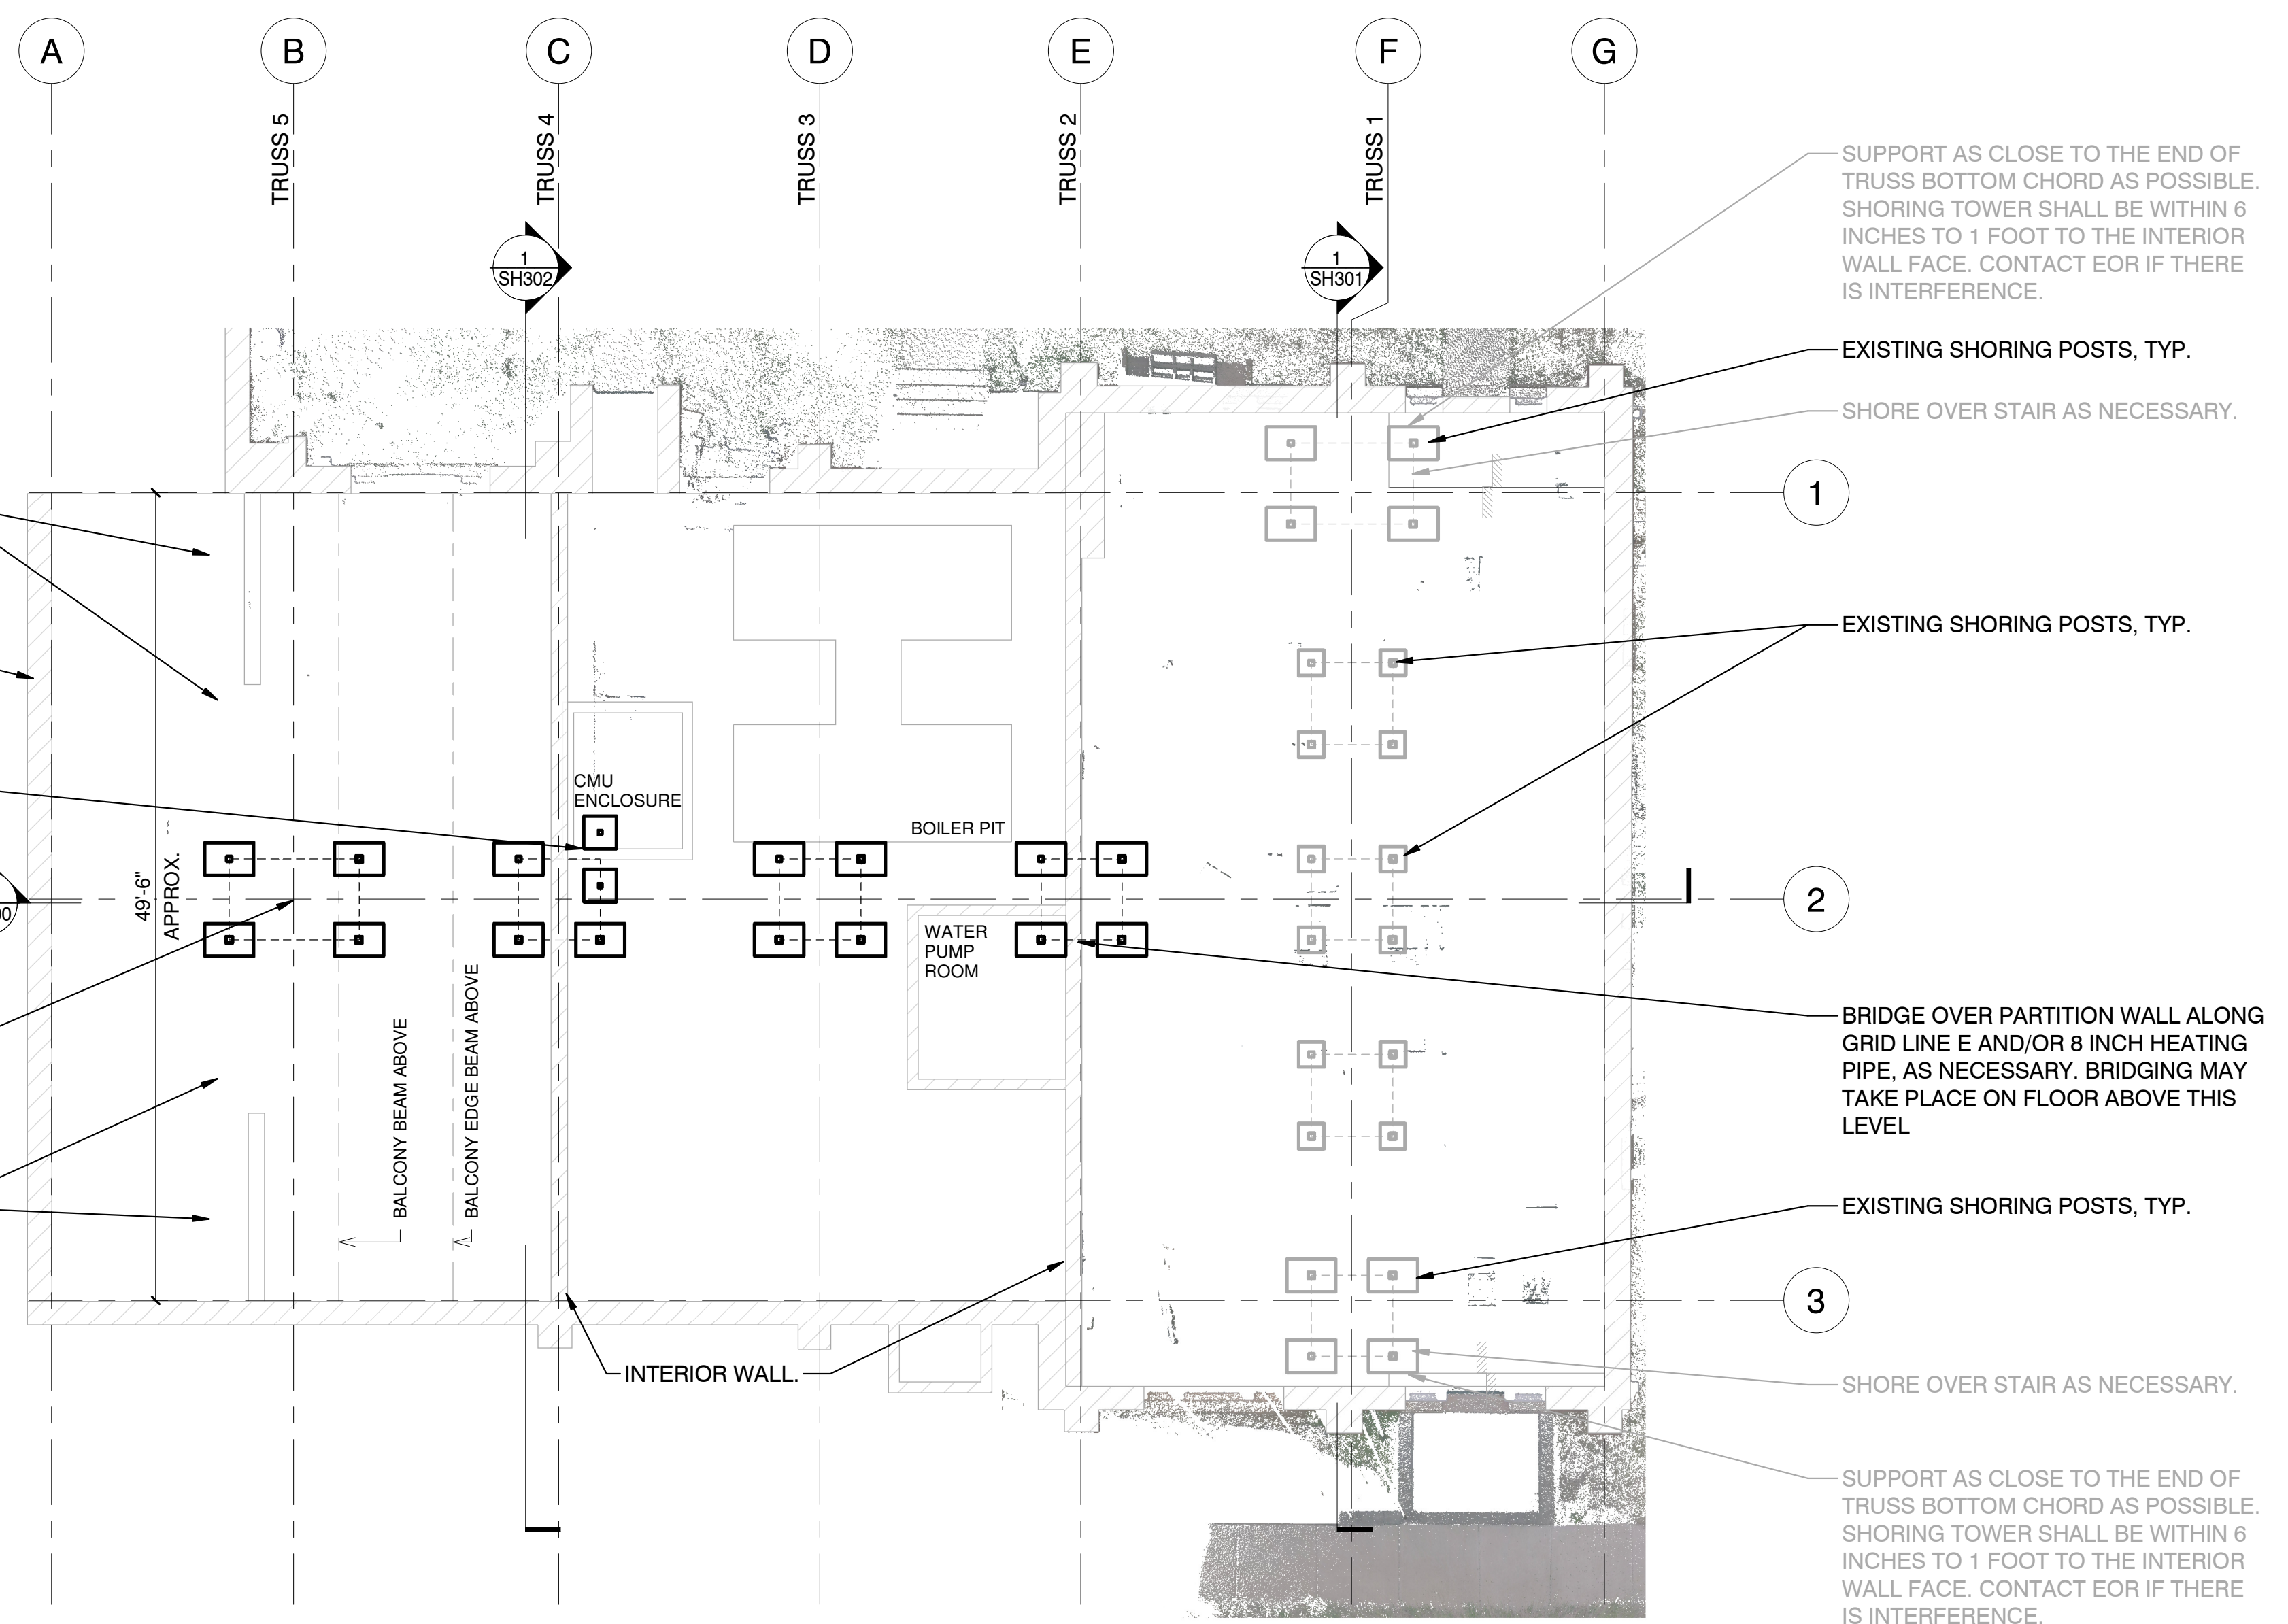 A
B
C
D
E
F
G
TRUSS 5
TRUSS 4
TRUSS 3
TRUSS 2
TRUSS 1
1
SH302
1
SH301
SUPPORT AS CLOSE TO THE END OF
TRUSS BOTTOM CHORD AS POSSIBLE.
SHORING TOWER SHALL BE WITHIN 6
INCHES TO 1 FOOT TO THE INTERIOR
WALL FACE. CONTACT EOR IF THERE
IS INTERFERENCE.
EXISTING SHORING POSTS, TYP.
SHORE OVER STAIR AS NECESSARY.
1
EXISTING SHORING POSTS, TYP.
CMU
ENCLOSURE
BOILER PIT
49'-6"
APPROX.
2
WATER
PUMP
ROOM
BALCONY BEAM ABOVE
BALCONY EDGE BEAM ABOVE
BRIDGE OVER PARTITION WALL ALONG
GRID LINE E AND/OR 8 INCH HEATING
PIPE, AS NECESSARY. BRIDGING MAY
TAKE PLACE ON FLOOR ABOVE THIS
LEVEL
EXISTING SHORING POSTS, TYP.
3
INTERIOR WALL.
SHORE OVER STAIR AS NECESSARY.
SUPPORT AS CLOSE TO THE END OF
TRUSS BOTTOM CHORD AS POSSIBLE.
SHORING TOWER SHALL BE WITHIN 6
INCHES TO 1 FOOT TO THE INTERIOR
WALL FACE. CONTACT EOR IF THERE
IS INTERFERENCE.